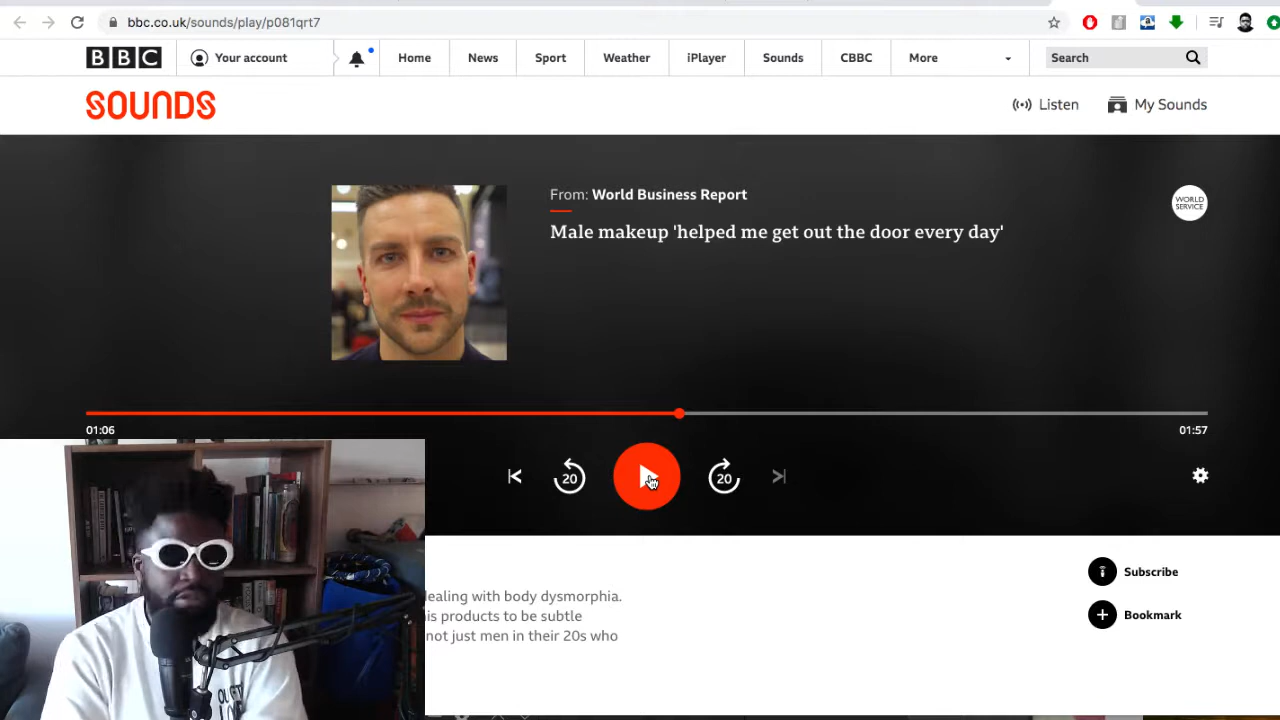 bbc.co.uk/sounds/play/p081qrt7
BBC Your account Home News Sport Weather iPlayer Sounds CBBC More Search
SOUNDS Listen My Sounds
From: World Business Report
WORLD SERVICE
Male makeup 'helped me get out the door every day'
01:06 01:57
20 20
dealing with body dysmorphia.
his products to be subtle
not just men in their 20s who
Subscribe
Bookmark